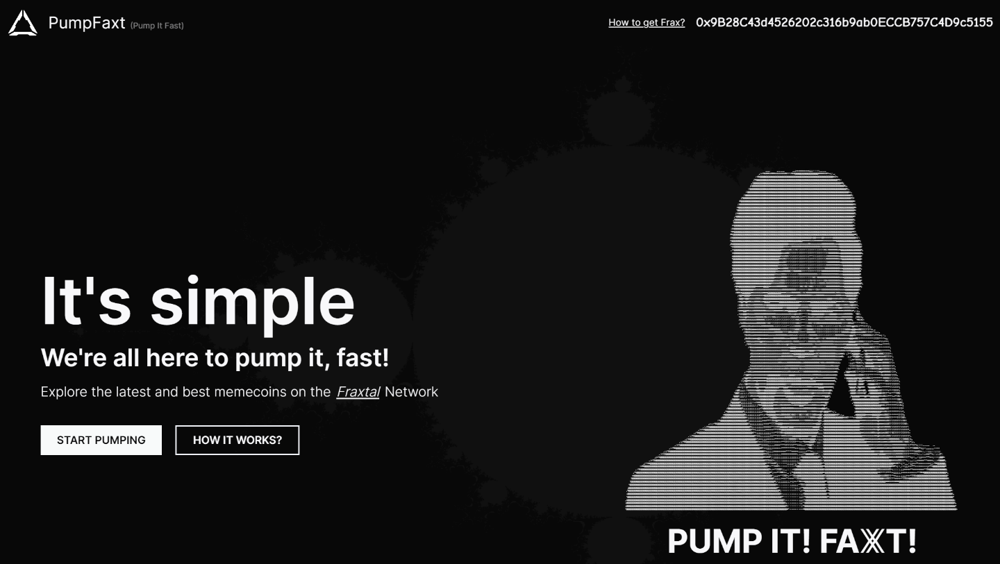 PumpFaxt (Pump It Fast)
How to get Frax? 0x9B28C43d4526202c316b9ab0ECCB757C4D9c5155
It's simple
We're all here to pump it, fast!
Explore the latest and best memecoins on the Fraxtal Network
START PUMPING HOW IT WORKS?
PUMP IT! FAXT!